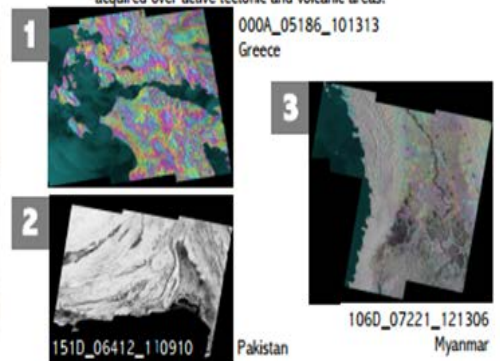 acquired over active tectonic and volcanic areas.
1
000A_05186_101313
Greece
2
151D_06412_110910
Pakistan
3
106D_07221_121306
Myanmar